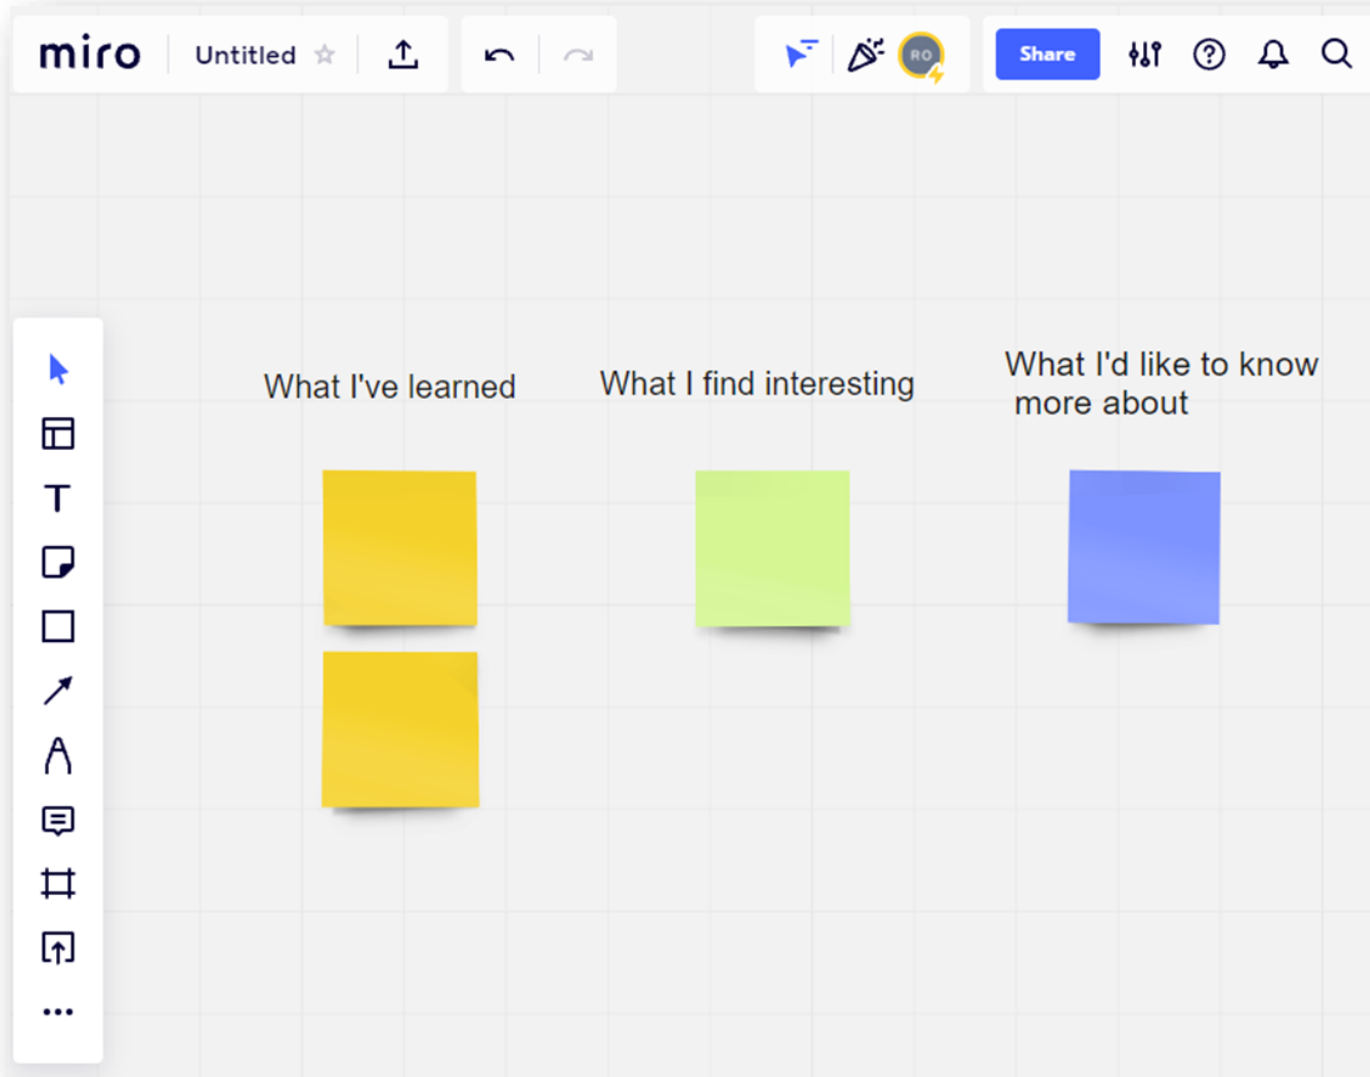 miro
Untitled
RO
Share
What I've learned
What I find interesting
What I'd like to know
more about